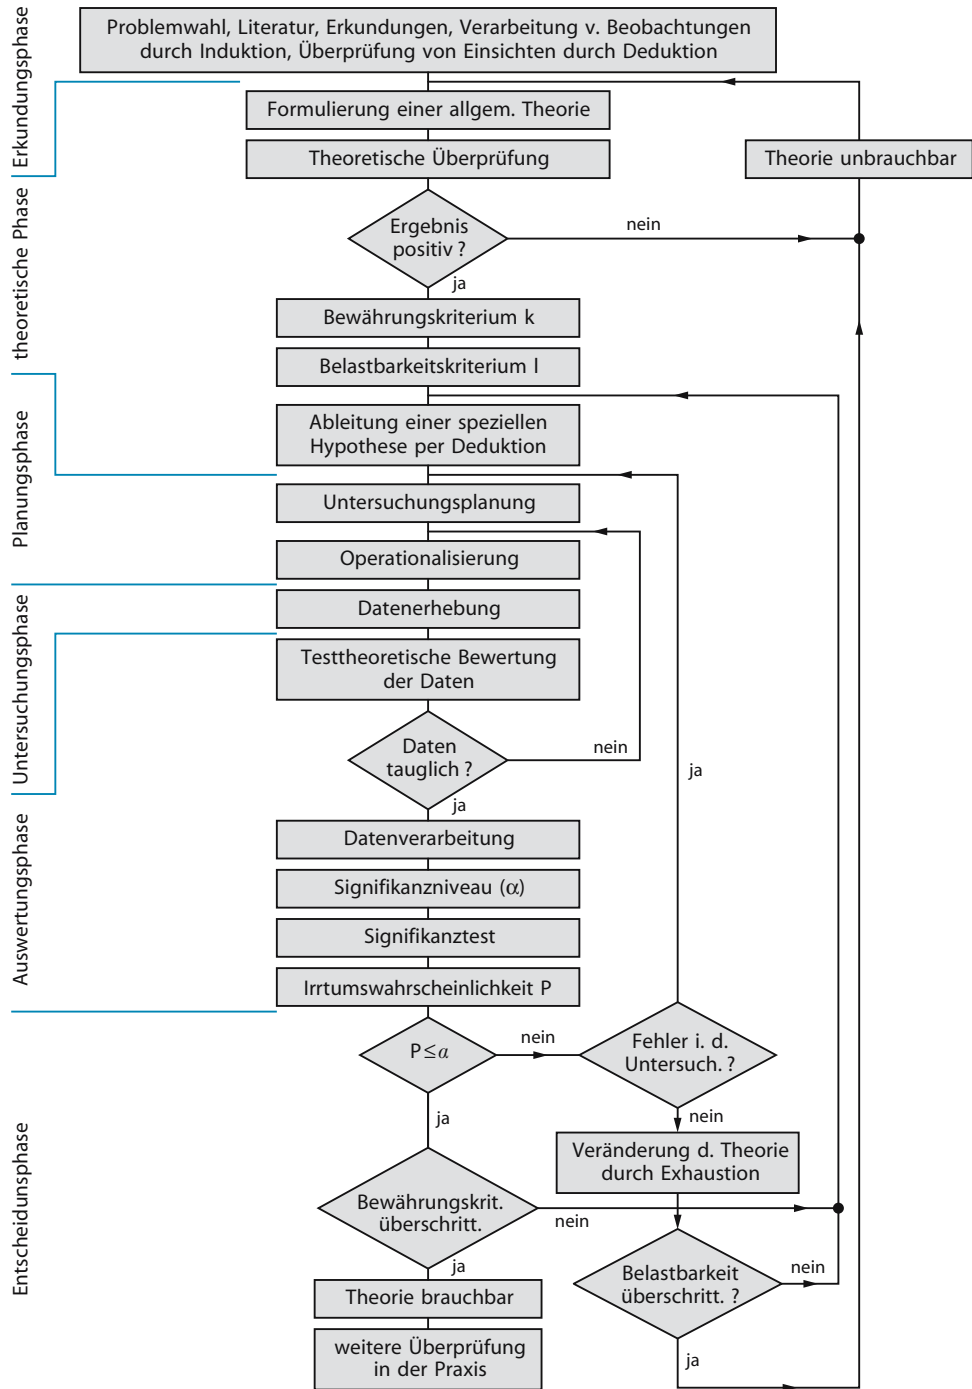 Erkundungsphase
theoretische Phase
Planungsphase
Untersuchungsphase
Auswertungsphase
Entscheidunsphase
Problemwahl, Literatur, Erkundungen, Verarbeitung v. Beobachtungen
durch Induktion, Überprüfung von Einsichten durch Deduktion
Formulierung einer allgem. Theorie
Theoretische Überprüfung
Theorie unbrauchbar
Ergebnis
positiv ?
nein
ja
Bewährungskriterium k
Belastbarkeitskriterium l
Ableitung einer speziellen
Hypothese per Deduktion
Untersuchungsplanung
Operationalisierung
Datenerhebung
Testtheoretische Bewertung
der Daten
Daten
tauglich ?
nein
ja
ja
Datenverarbeitung
Signifikanzniveau (α)
Signifikanztest
Irrtumswahrscheinlichkeit P
P ≤ α
nein
Fehler i. d.
Untersuch. ?
ja
nein
Veränderung d. Theorie
durch Exhaustion
Bewährungskrit.
überschritt.
nein
ja
Belastbarkeit
überschritt. ?
nein
ja
Theorie brauchbar
weitere Überprüfung
in der Praxis